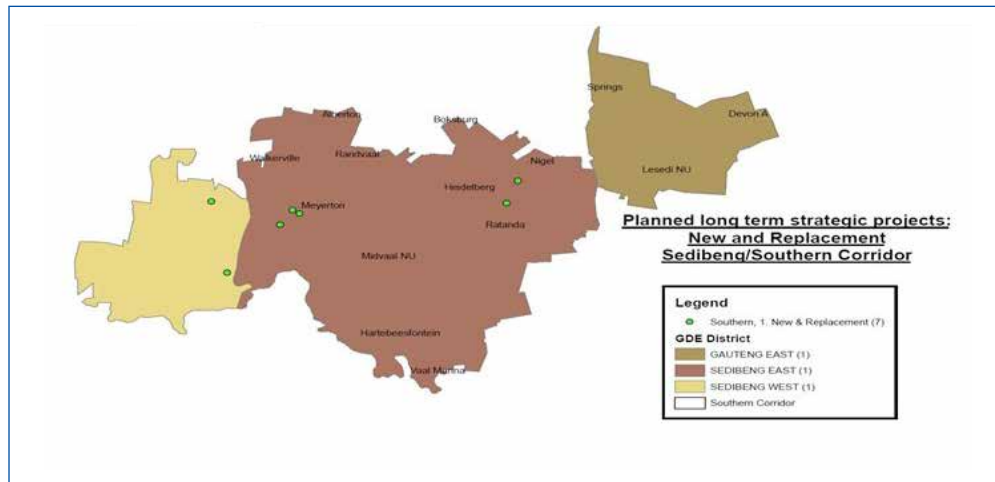 Springs
Devon A
Alberton
Boksburg
Walkerville
Randvaal
Nigel
Lesedi NU
Heidelberg
Meyerton
Ratanda
Midvaal NU
Hartebeesfontein
Vaal Marina
Planned long term strategic projects:
New and Replacement
Sedibeng/Southern Corridor
Legend
Southern, 1. New & Replacement (7)
GDE District
GAUTENG EAST (1)
SEDIBENG EAST (1)
SEDIBENG WEST (1)
Southern Corridor